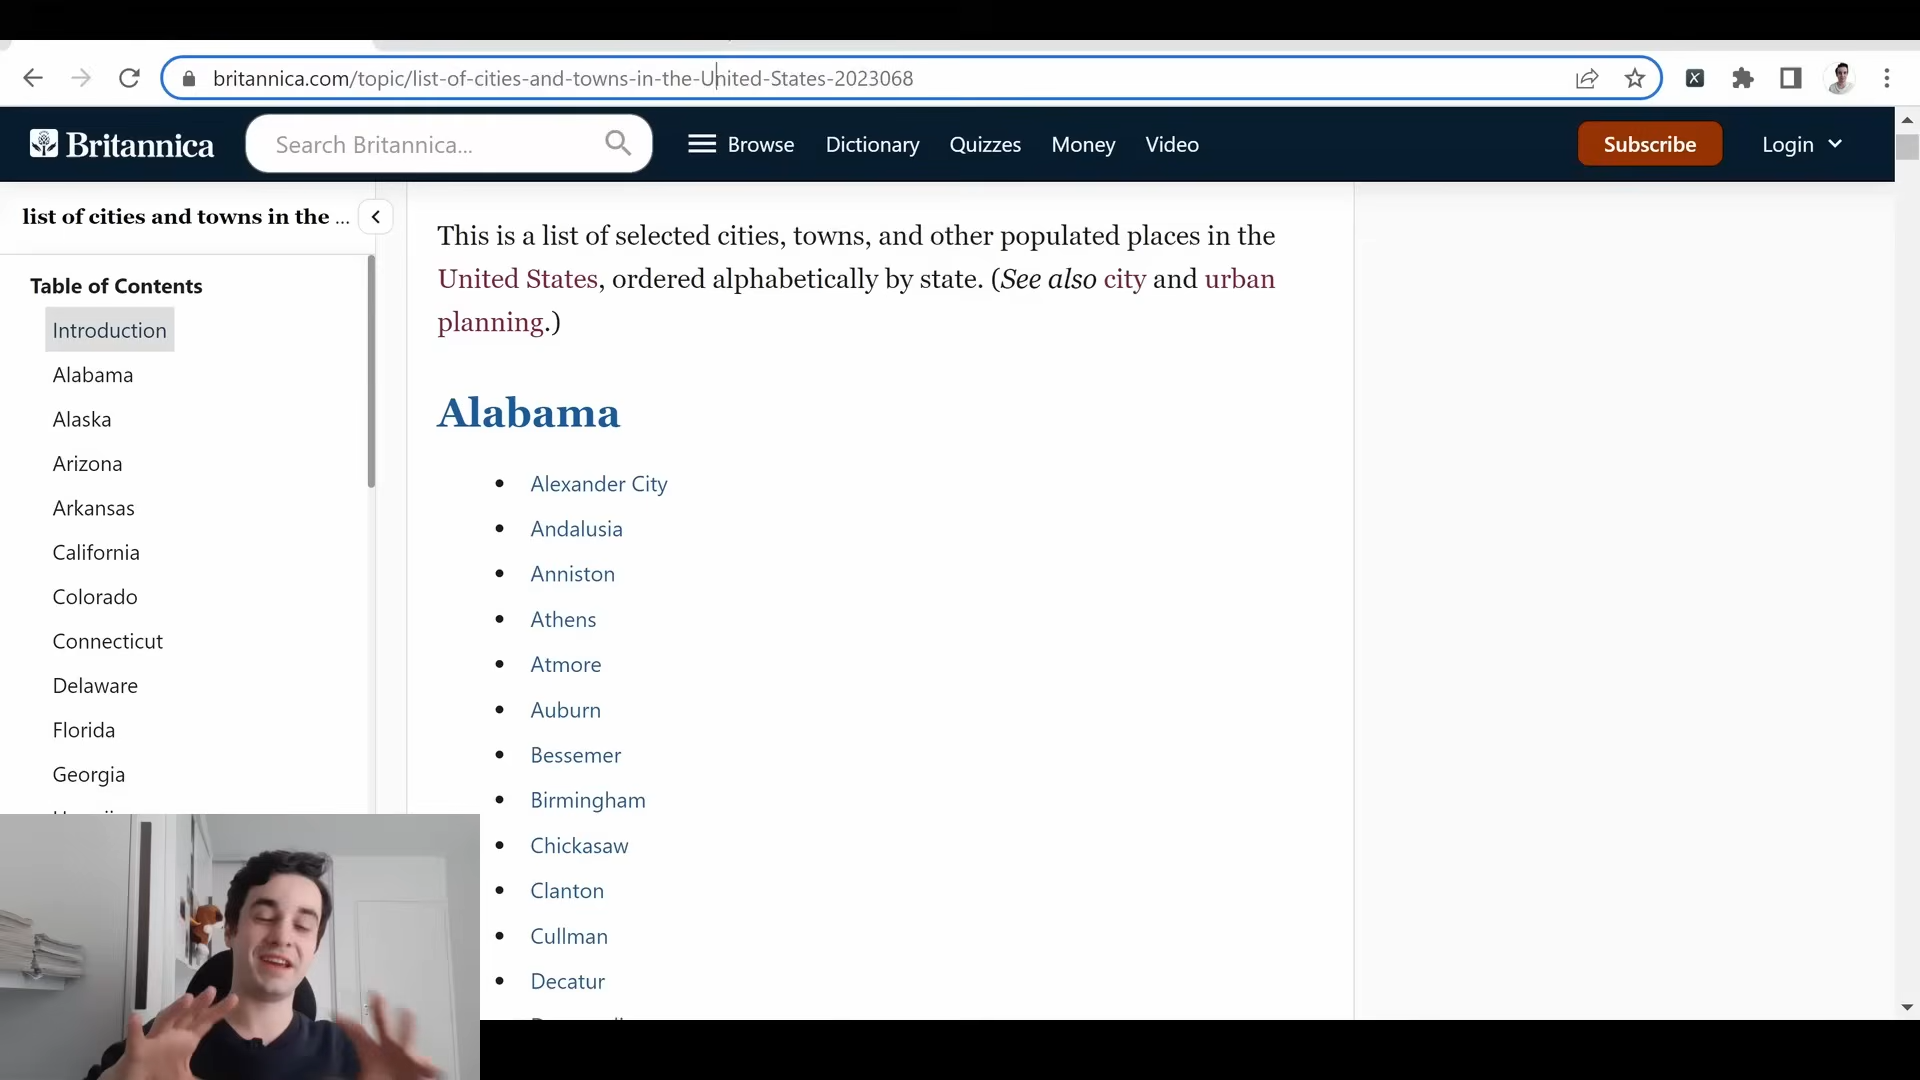 britannica.com/topic/list-of-cities-and-towns-in-the-United-States-2023068
Britannica
Search Britannica...
Browse
Dictionary
Quizzes
Money
Video
Subscribe
Login
list of cities and towns in the ...
Table of Contents
Introduction
Alabama
Alaska
Arizona
Arkansas
California
Colorado
Connecticut
Delaware
Florida
Georgia
This is a list of selected cities, towns, and other populated places in the
United States, ordered alphabetically by state. (See also city and urban
planning.)
Alabama
• Alexander City
• Andalusia
• Anniston
• Athens
• Atmore
• Auburn
• Bessemer
• Birmingham
• Chickasaw
• Clanton
• Cullman
• Decatur